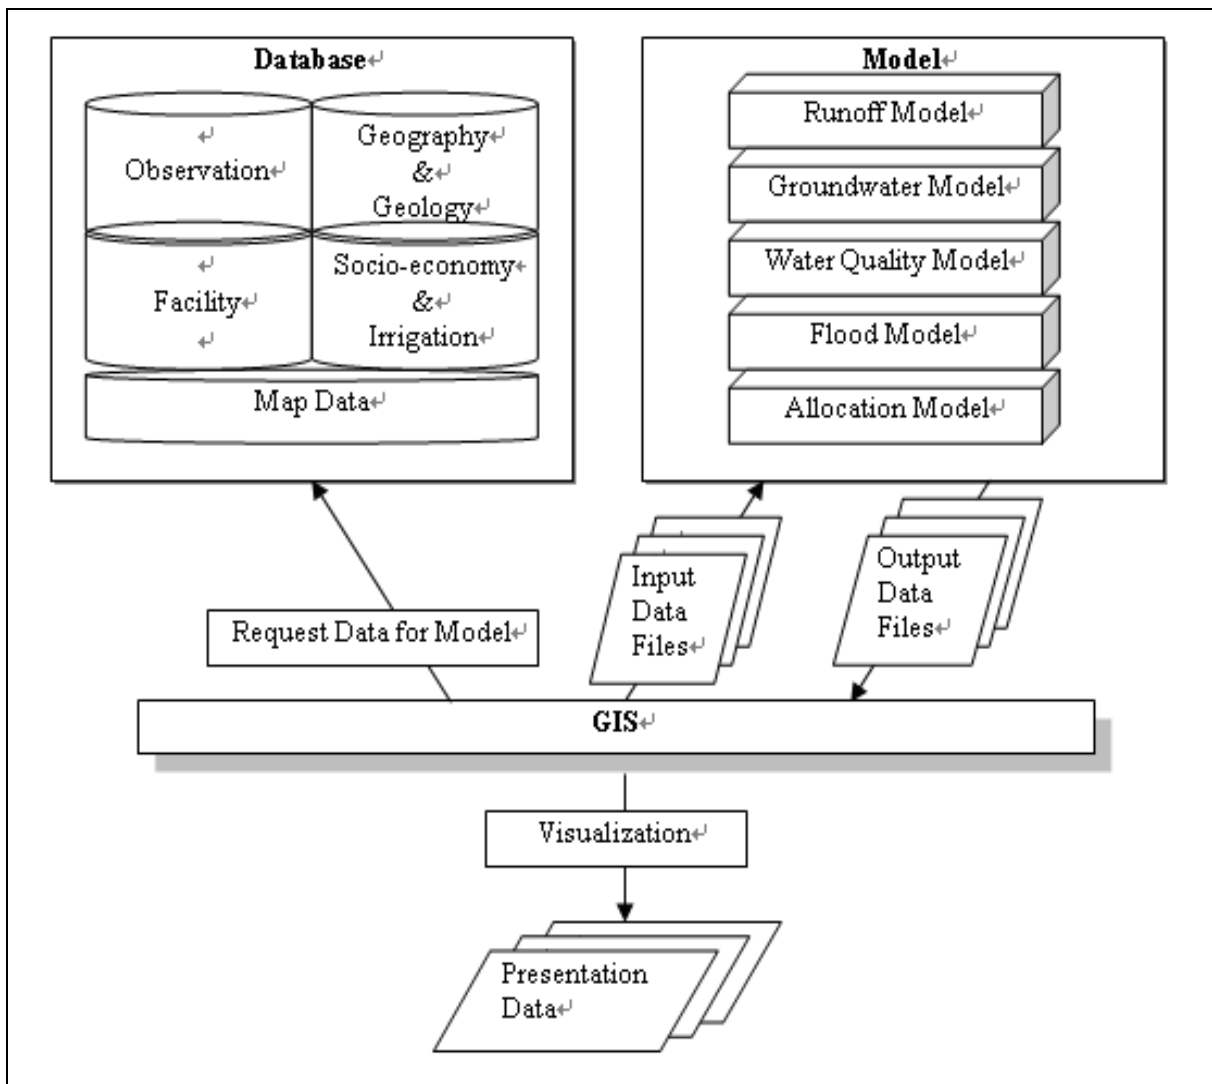 Database↵
↵
Observation↵
Geography↵
&↵
Geology↵
↵
Facility↵
↵
Socio-economy↵
&↵
Irrigation↵
Map Data↵
Model↵
Runoff Model↵
Groundwater Model↵
Water Quality Model↵
Flood Model↵
Allocation Model↵
Request Data for Model↵
Input
Data
Files↵
Output
Data
Files↵
GIS↵
Visualization↵
Presentation
Data↵